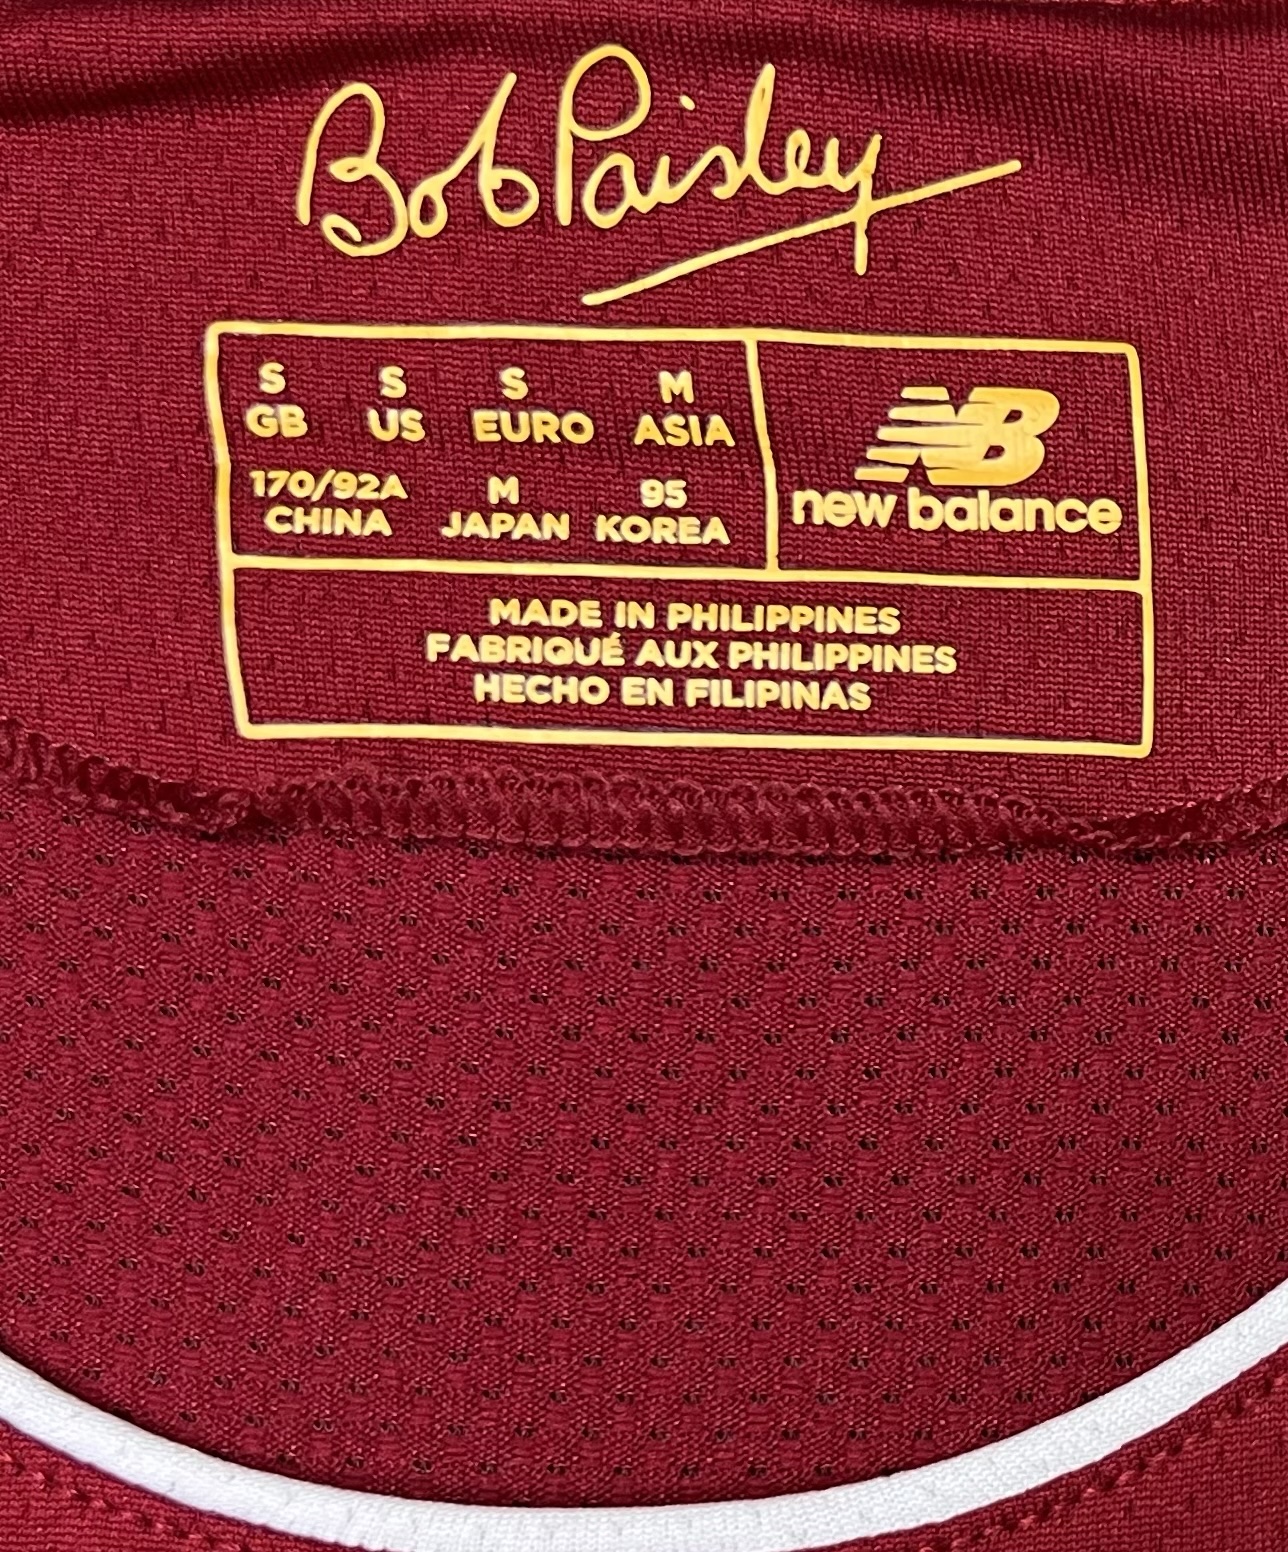 Bob Paisley
S S S M
GB US EURO ASIA
170/92A M 95
CHINA JAPAN KOREA
NB
new balance
MADE IN PHILIPPINES
FABRIQUÉ AUX PHILIPPINES
HECHO EN FILIPINAS